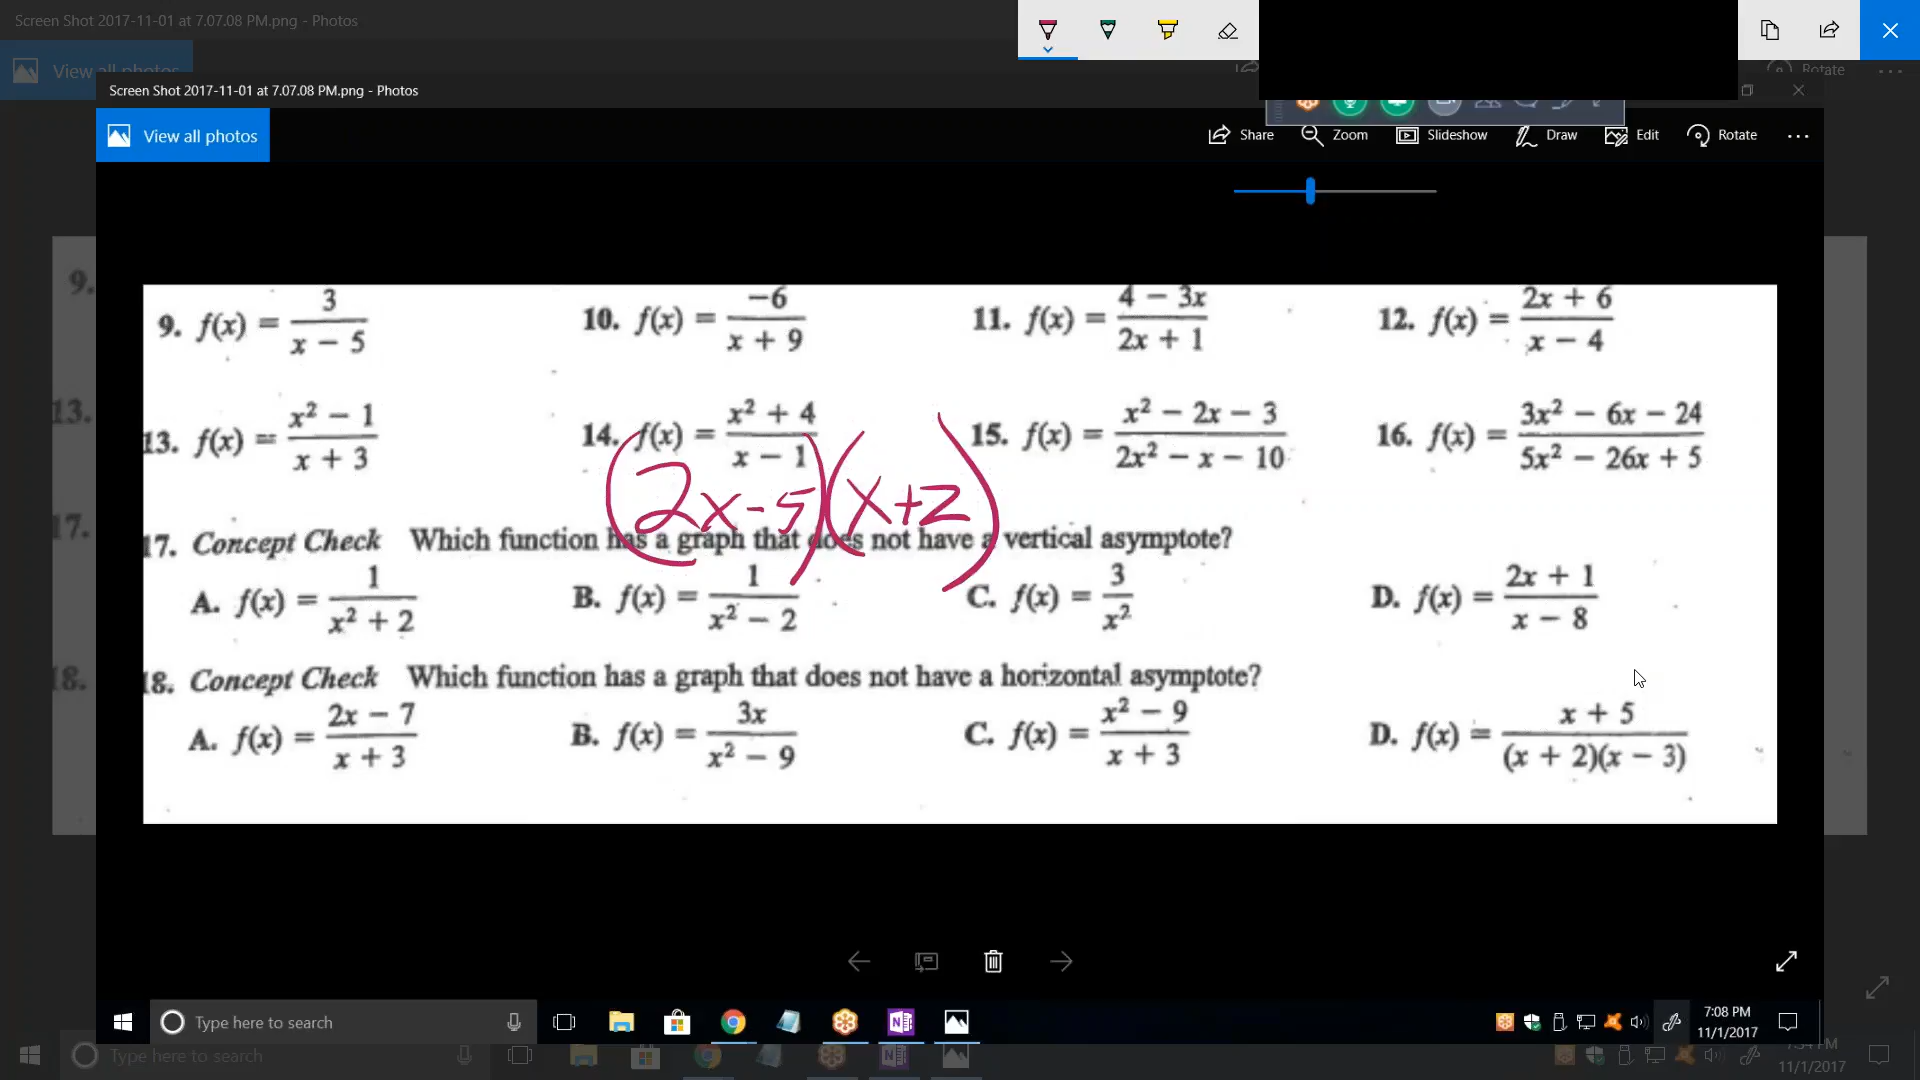 Screen Shot 2017-11-01 at 7.07.08 PM.png - Photos
View all photos
Rotate
Screen Shot 2017-11-01 at 7.07.08 PM.png - Photos
View all photos Share Zoom Slideshow Draw Edit Rotate
9. 9. f(x) = 3 / (x − 5) 10. f(x) = −6 / (x + 9) 11. f(x) = (4 − 3x) / (2x + 1) 12. f(x) = (2x + 6) / (x − 4)
13. 13. f(x) = (x² − 1) / (x + 3) 14. f(x) = (x² + 4) / (x − 1) 15. f(x) = (x² − 2x − 3) / (2x² − x − 10) 16. f(x) = (3x² − 6x − 24) / (5x² − 26x + 5)
(2x-5)(x+2)
17. 17. Concept Check Which function has a graph that does not have a vertical asymptote?
A. f(x) = 1 / (x² + 2) B. f(x) = 1 / (x² − 2) C. f(x) = 3 / x² D. f(x) = (2x + 1) / (x − 8)
18. 18. Concept Check Which function has a graph that does not have a horizontal asymptote?
A. f(x) = (2x − 7) / (x + 3) B. f(x) = 3x / (x² − 9) C. f(x) = (x² − 9) / (x + 3) D. f(x) = (x + 5) / ((x + 2)(x − 3))
Type here to search 7:08 PM
11/1/2017
Type here to search
11/1/2017